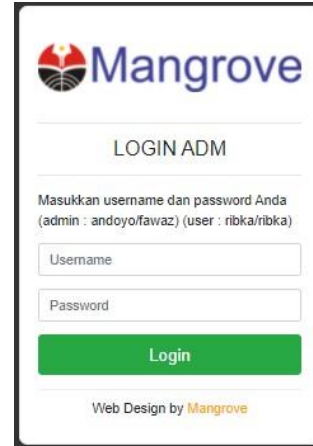 Mangrove
LOGIN ADM
Masukkan username dan password Anda
(admin : andoyo/fawaz) (user : ribka/ribka)
Username
Password
Login
Web Design by Mangrove